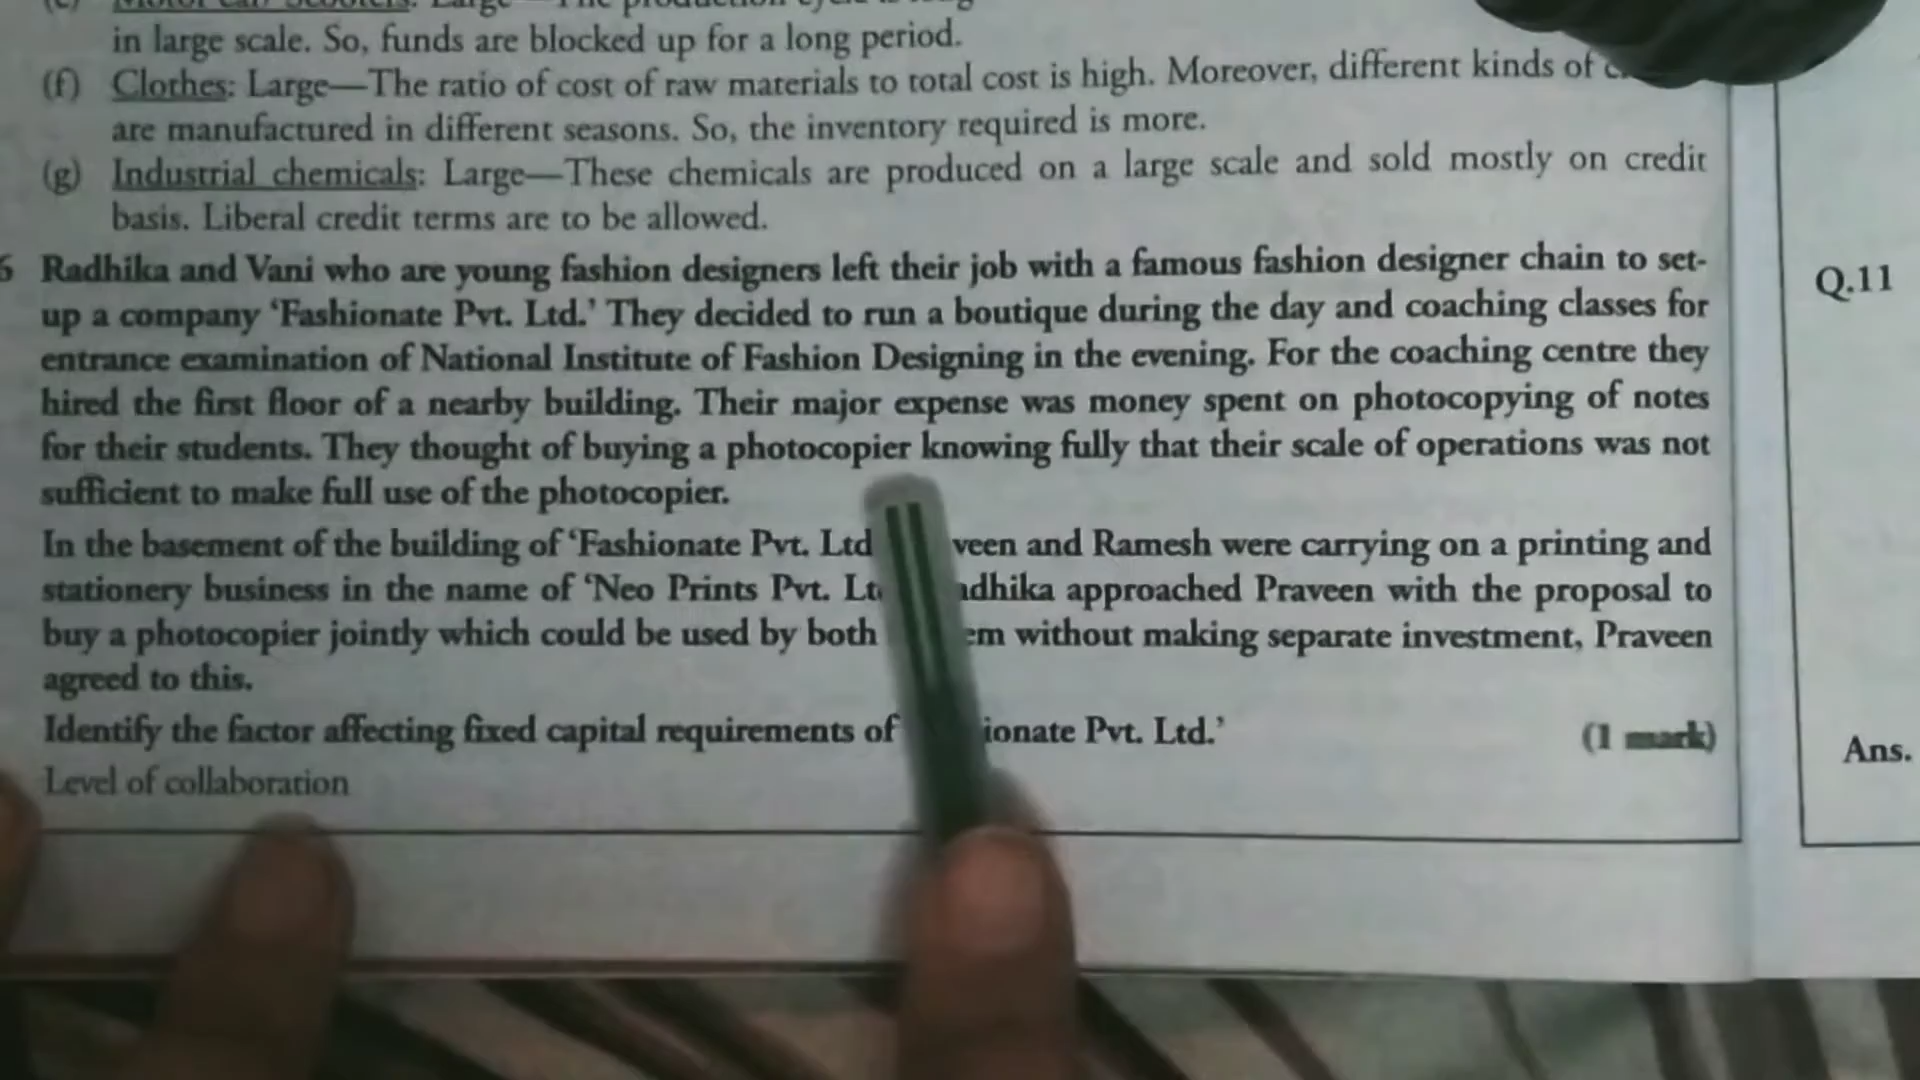 in large scale. So, funds are blocked up for a long period.
(f) Clothes: Large—The ratio of cost of raw materials to total cost is high. Moreover, different kinds of
are manufactured in different seasons. So, the inventory required is more.
(g) Industrial chemicals: Large—These chemicals are produced on a large scale and sold mostly on credit
basis. Liberal credit terms are to be allowed.
Radhika and Vani who are young fashion designers left their job with a famous fashion designer chain to set-
up a company ‘Fashionate Pvt. Ltd.’ They decided to run a boutique during the day and coaching classes for
entrance examination of National Institute of Fashion Designing in the evening. For the coaching centre they
hired the first floor of a nearby building. Their major expense was money spent on photocopying of notes
for their students. They thought of buying a photocopier knowing fully that their scale of operations was not
sufficient to make full use of the photocopier.
In the basement of the building of ‘Fashionate Pvt. Ltd veen and Ramesh were carrying on a printing and
stationery business in the name of ‘Neo Prints Pvt. Lt adhika approached Praveen with the proposal to
buy a photocopier jointly which could be used by both em without making separate investment, Praveen
agreed to this.
Identify the factor affecting fixed capital requirements of ionate Pvt. Ltd.’ (1 mark)
Level of collaboration
Q.11
Ans.